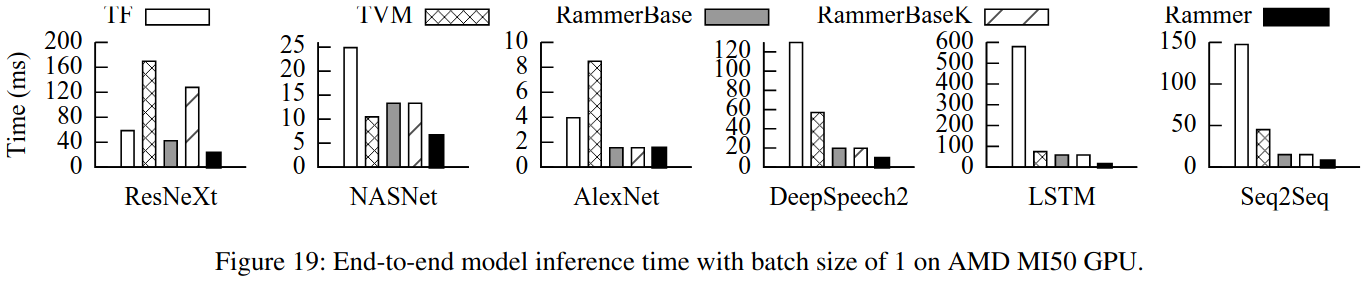 TF TVM RammerBase RammerBaseK Rammer
Time (ms)
200 160 120 80 40 0
25 20 15 10 5 0
10 8 6 4 2 0
120 100 80 60 40 20 0
600 500 400 300 200 100 0
150 100 50 0
ResNeXt NASNet AlexNet DeepSpeech2 LSTM Seq2Seq
Figure 19: End-to-end model inference time with batch size of 1 on AMD MI50 GPU.